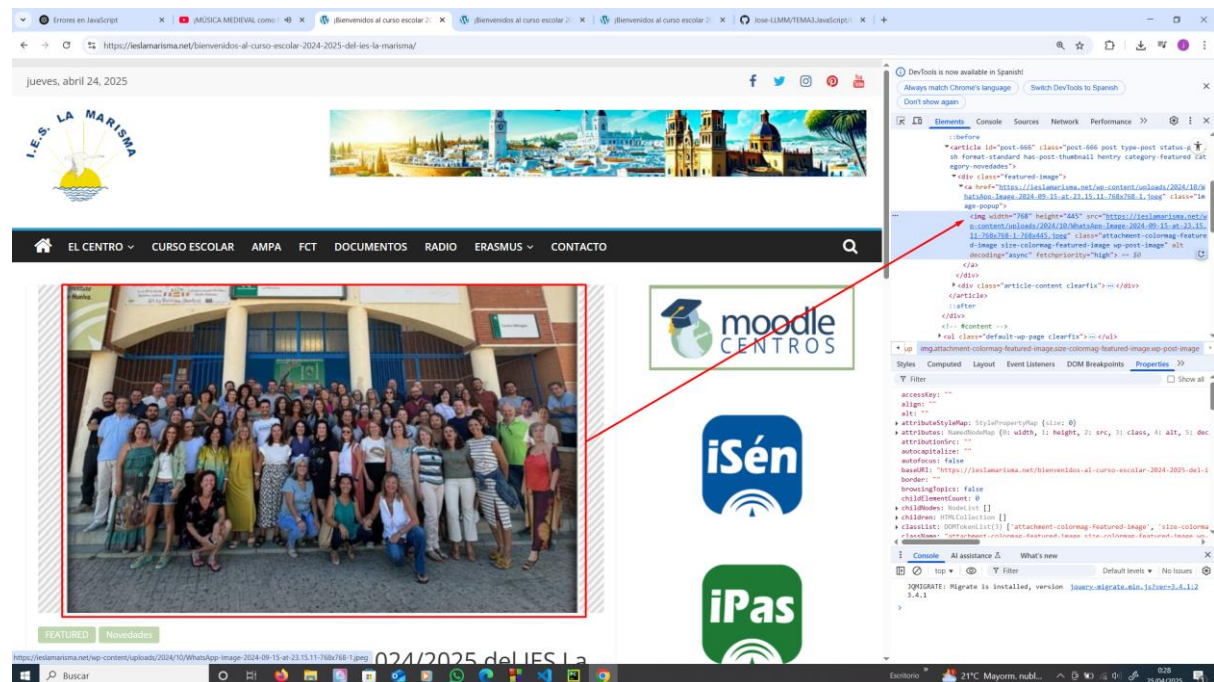 Errores en JavaScript
¡MÚSICA MEDIEVAL como
¡Bienvenidos al curso escolar 20
¡Bienvenidos al curso escolar 20
¡Bienvenidos al curso escolar 20
Jose-LLMM/TEMA3.JavaScript/
https://ieslamarisma.net/bienvenidos-al-curso-escolar-2024-2025-del-ies-la-marisma/
jueves, abril 24, 2025
I.E.S. LA MARISMA
EL CENTRO
CURSO ESCOLAR
AMPA
FCT
DOCUMENTOS
RADIO
ERASMUS
CONTACTO
moodle
CENTROS
iSén
iPas
FEATURED
Novedades
024/2025 del IES La
https://ieslamarisma.net/wp-content/uploads/2024/10/WhatsApp-Image-2024-09-15-at-23.15.11-768x768-1.jpeg
DevTools is now available in Spanish!
Always match Chrome's language
Switch DevTools to Spanish
Don't show again
Elements Console Sources Network Performance
::before
<article id="post-666" class="post-666 post type-post status-p
sh format-standard has-post-thumbnail hentry category-featured cat
egory-novedades">
<div class="featured-image">
<a href="https://ieslamarisma.net/wp-content/uploads/2024/10/W
hatsApp-Image-2024-09-15-at-23.15.11-768x768-1.jpeg" class="im
age-popup">
<img width="768" height="445" src="https://ieslamarisma.net/w
p-content/uploads/2024/10/WhatsApp-Image-2024-09-15-at-23.15.
11-768x768-1-768x445.jpeg" class="attachment-colormag-feature
d-image size-colormag-featured-image wp-post-image" alt
decoding="async" fetchpriority="high"> == $0
</a>
</div>
<div class="article-content clearfix"> </div>
</article>
::after
</div>
<!-- #content -->
<ul class="default-wp-page clearfix"> </ul>
up img.attachment-colormag-featured-image.size-colormag-featured-image.wp-post-image
Styles Computed Layout Event Listeners DOM Breakpoints Properties
Filter
Show all
accessKey: ""
align: ""
alt: ""
attributeStyleMap: StylePropertyMap {size: 0}
attributes: NamedNodeMap {0: width, 1: height, 2: src, 3: class, 4: alt, 5: dec
attributionSrc: ""
autocapitalize: ""
autofocus: false
baseURI: "https://ieslamarisma.net/bienvenidos-al-curso-escolar-2024-2025-del-i
border: ""
browsingTopics: false
childElementCount: 0
childNodes: NodeList []
children: HTMLCollection []
classList: DOMTokenList(3) ['attachment-colormag-featured-image', 'size-colorma
className: "attachment-colormag-featured-image size-colormag-featured-image wp-
Console AI assistance What's new
top
Filter
Default levels
No Issues
JQMIGRATE: Migrate is installed, version 3.4.1
jquery-migrate.min.js?ver=3.4.1:2
Buscar
Escritorio
21°C Mayorm. nubl...
0:28
25/04/2025